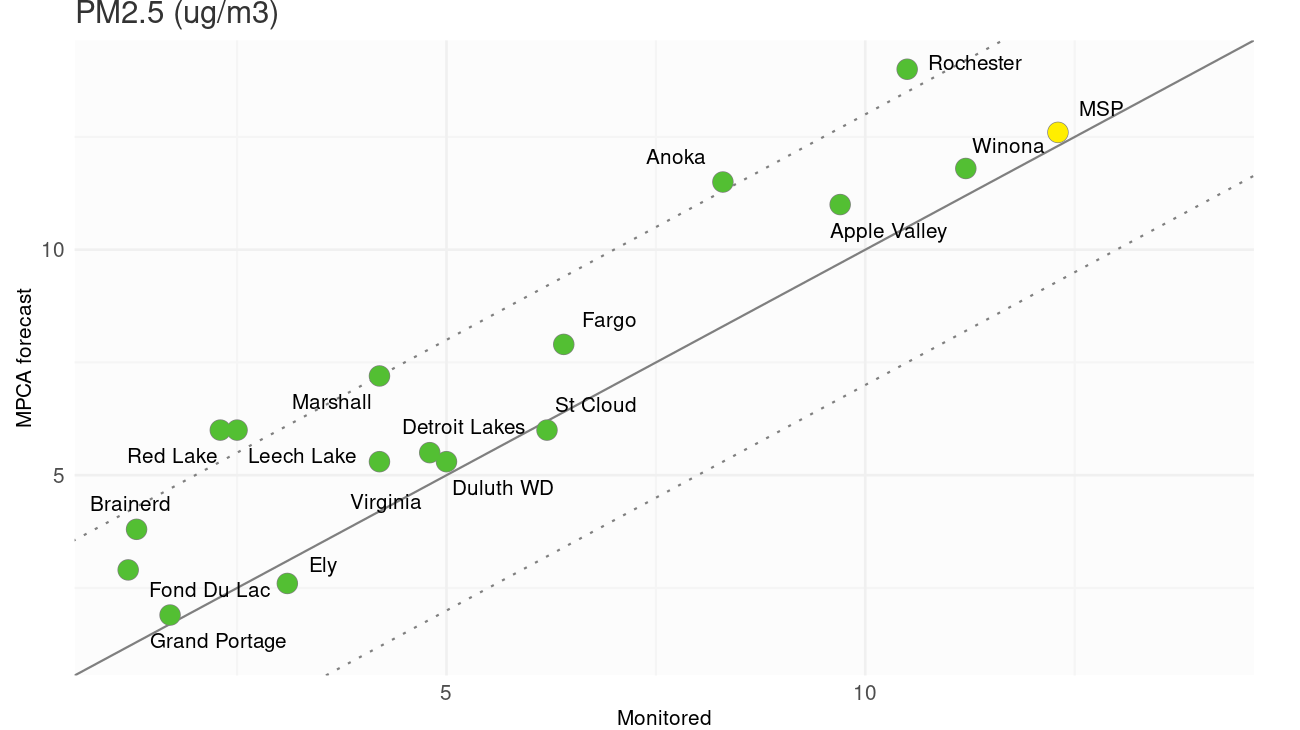 PM2.5 (ug/m3)
Rochester
MSP
Winona
Anoka
Apple Valley
10
Fargo
MPCA forecast
Marshall
St Cloud
Detroit Lakes
Red Lake
Leech Lake
5
Duluth WD
Virginia
Brainerd
Ely
Fond Du Lac
Grand Portage
5
10
Monitored